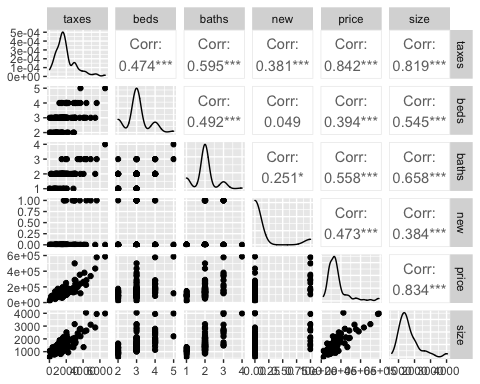 taxes beds baths new price size
5e-04
4e-04
3e-04
2e-04
1e-04
0e+00
Corr: Corr: Corr: Corr: Corr:
0.474*** 0.595*** 0.381*** 0.842*** 0.819***
taxes
5
4
3
2
Corr: Corr: Corr: Corr:
0.492*** 0.049 0.394*** 0.545***
beds
4
3
2
1
Corr: Corr: Corr:
0.251* 0.558*** 0.658***
baths
1.00
0.75
0.50
0.25
0.00
Corr: Corr:
0.473*** 0.384***
new
6e+05
4e+05
2e+05
0e+00
Corr:
0.834***
price
4000
3000
2000
1000
size
2 3 4 5 1 2 3